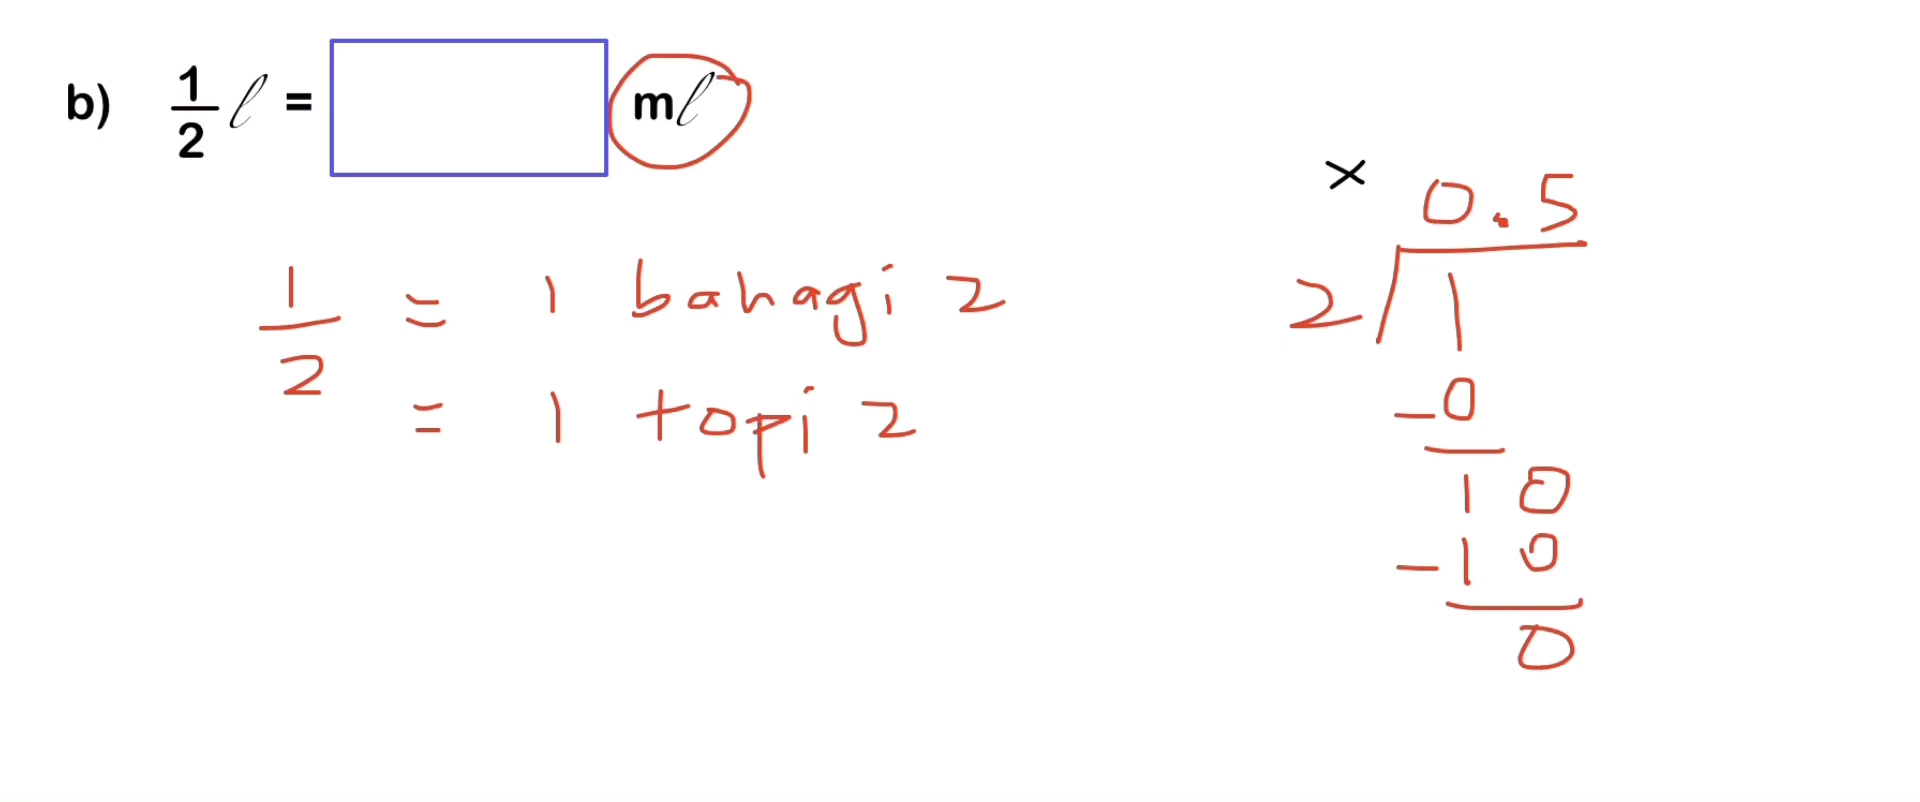 b) 1/2 ℓ = mℓ
1/2 = 1 bahagi 2
= 1 topi 2
×
0.5
2 1
-0
10
-10
0